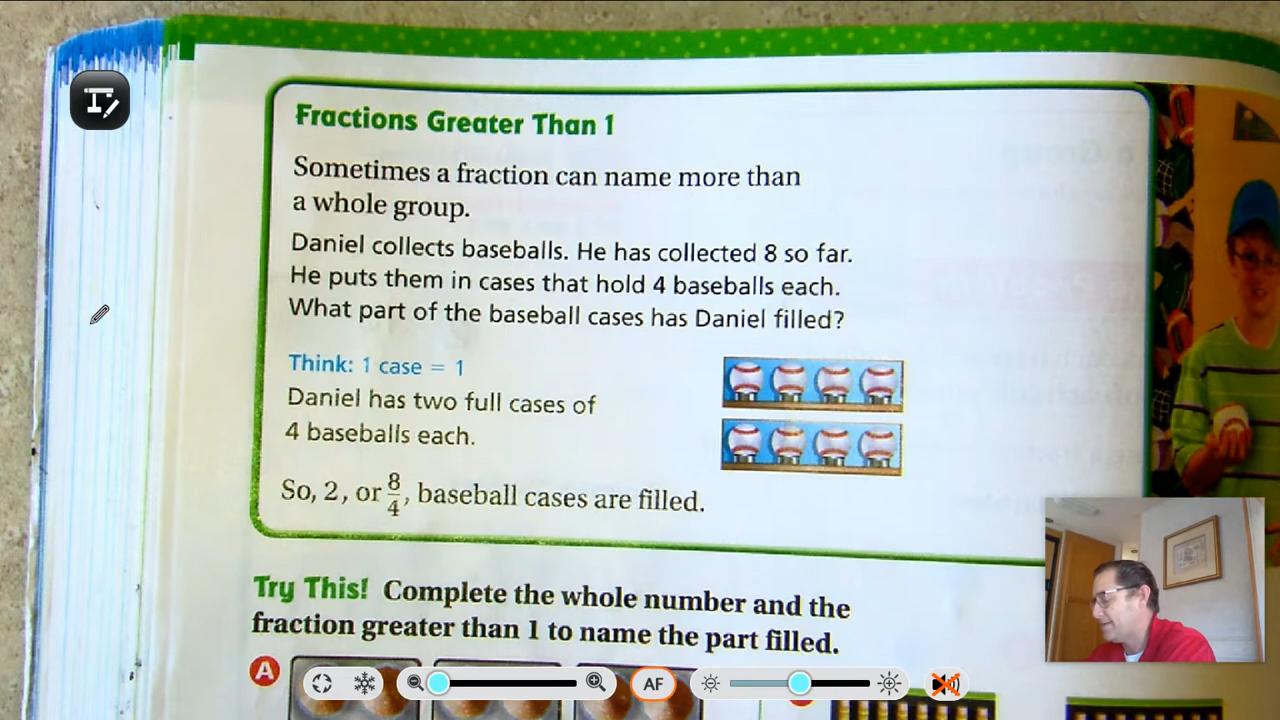 Fractions Greater Than 1
Sometimes a fraction can name more than
a whole group.
Daniel collects baseballs. He has collected 8 so far.
He puts them in cases that hold 4 baseballs each.
What part of the baseball cases has Daniel filled?
Think: 1 case = 1
Daniel has two full cases of
4 baseballs each.
So, 2, or 8/4, baseball cases are filled.
Try This! Complete the whole number and the
fraction greater than 1 to name the part filled.
A
AF